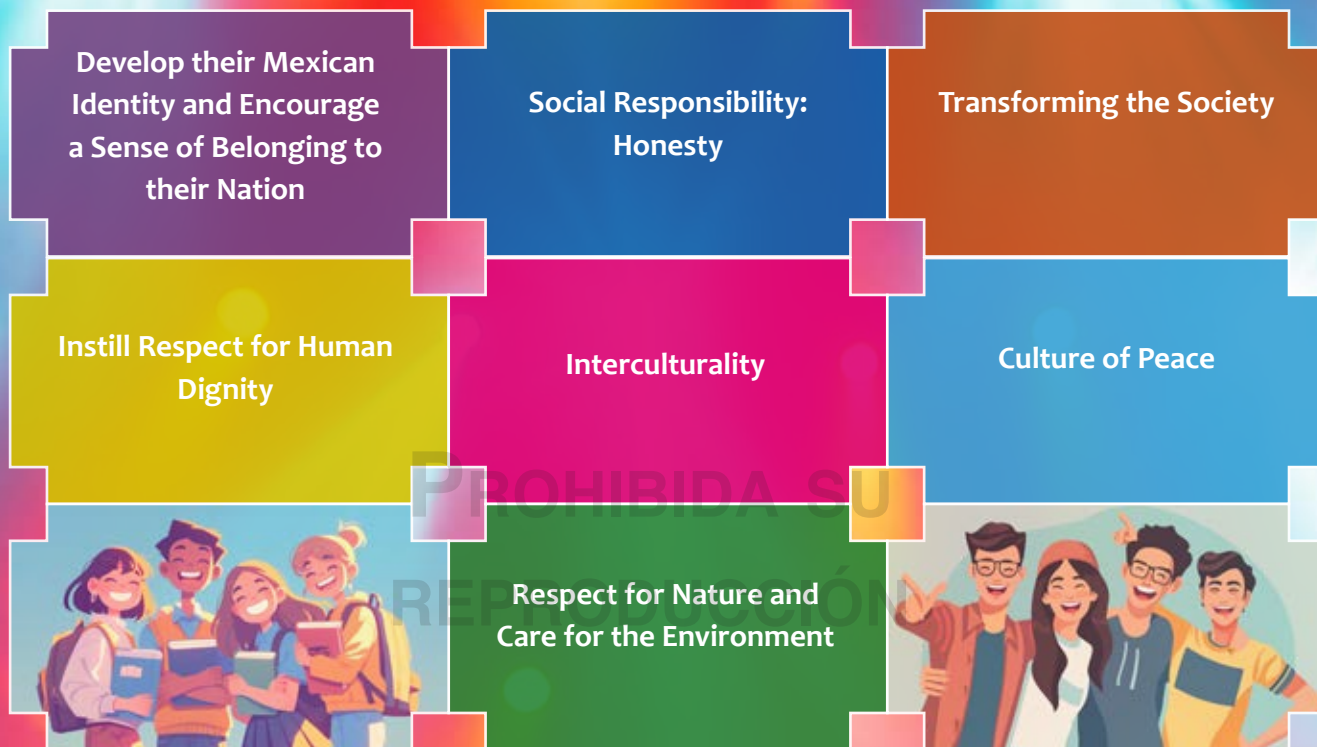 Develop their Mexican
Identity and Encourage
a Sense of Belonging to
their Nation
Social Responsibility:
Honesty
Transforming the Society
Instill Respect for Human
Dignity
Interculturality
Culture of Peace
PROHIBIDA SU
REPRODUCCIÓN
Respect for Nature and
Care for the Environment